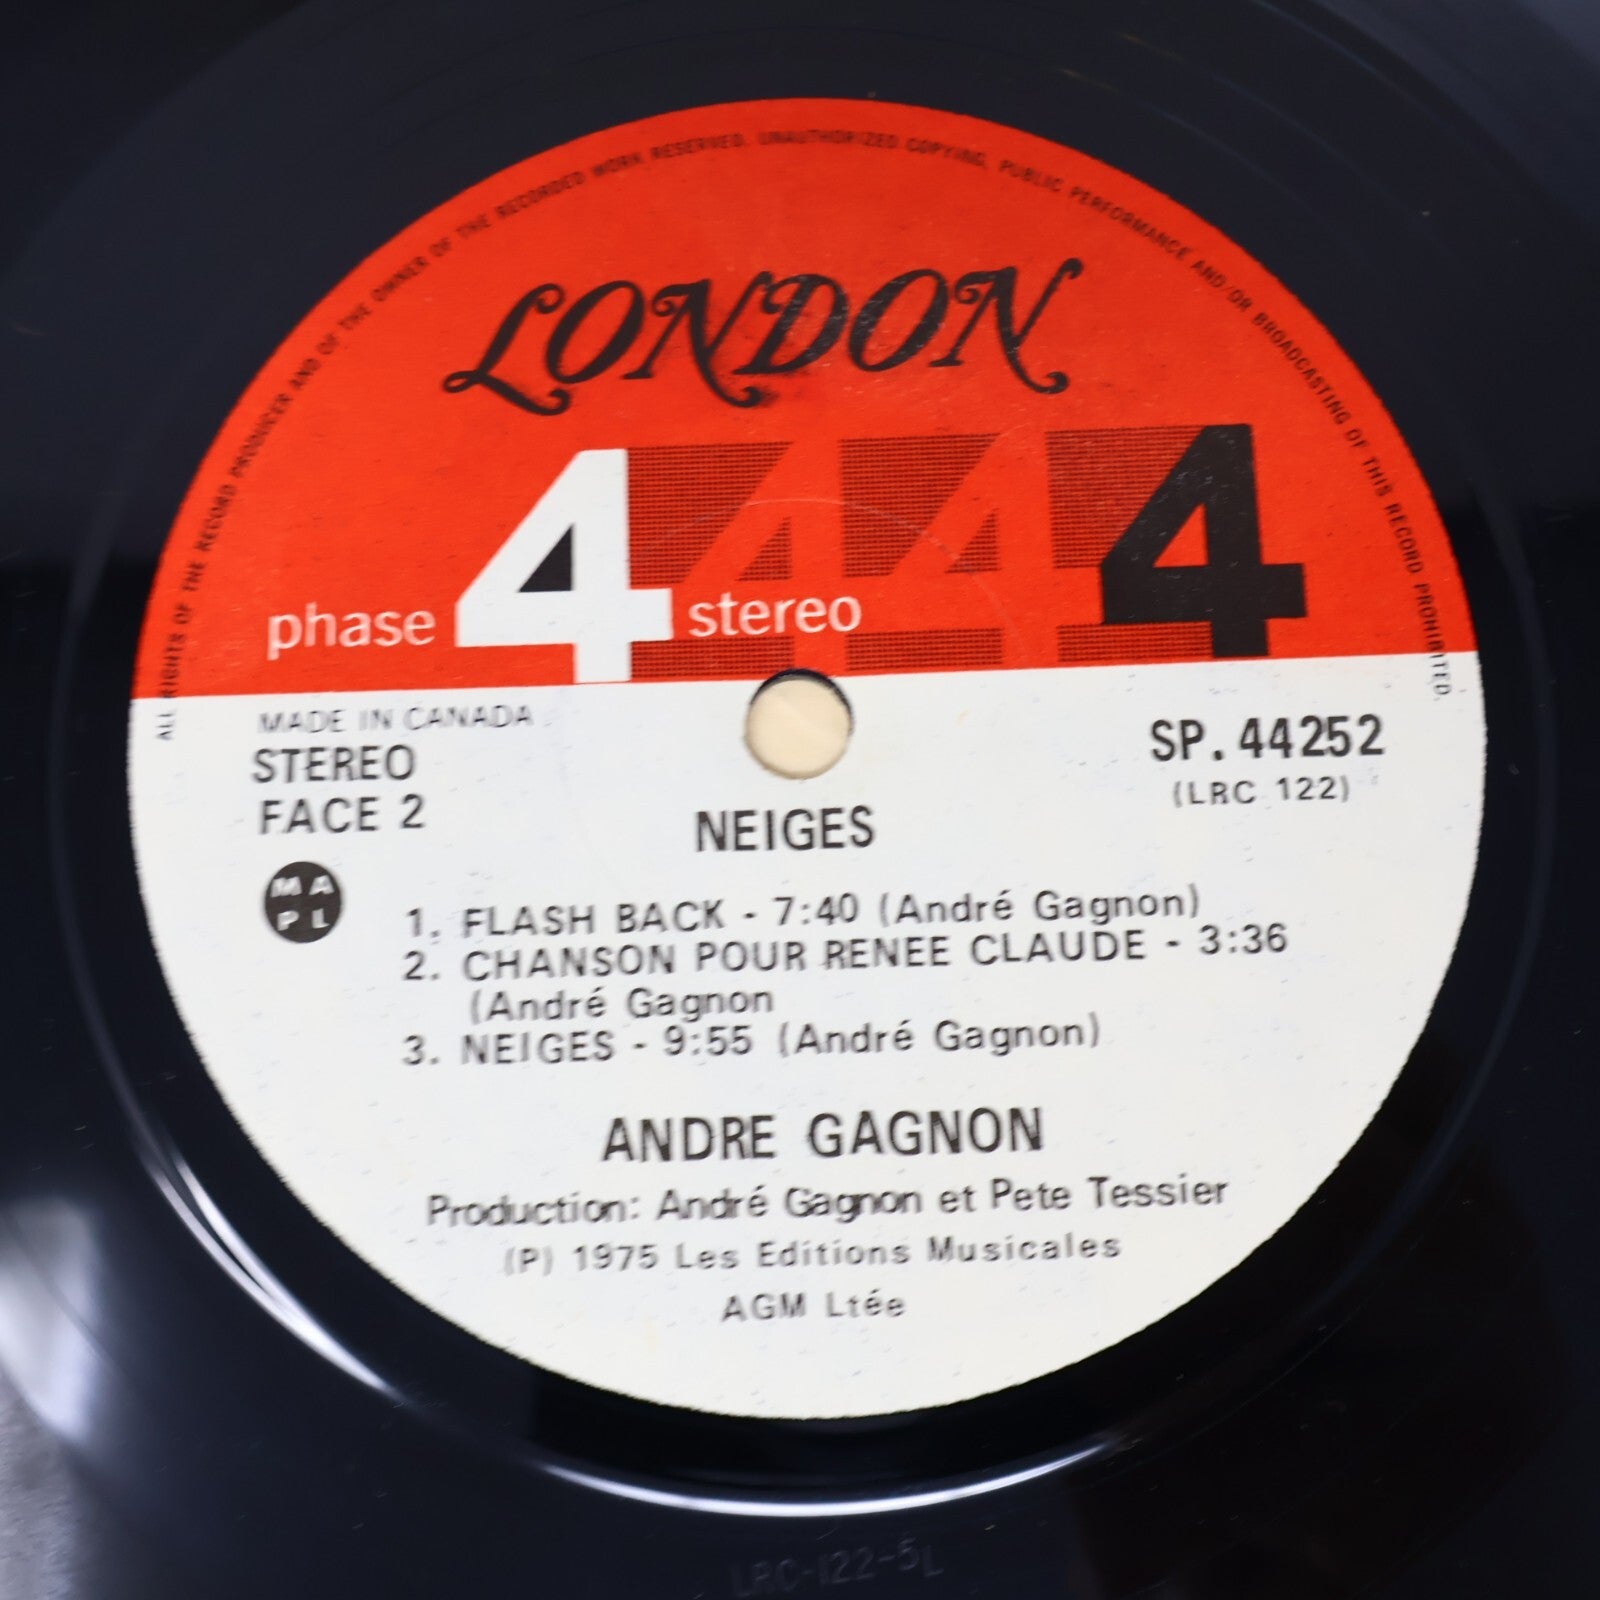 ALL RIGHTS OF THE RECORD PRODUCER AND OF THE OWNER OF THE RECORDED WORK RESERVED. UNAUTHORIZED COPYING, PUBLIC PERFORMANCE AND/OR BROADCASTING OF THIS RECORD PROHIBITED.
LONDON
phase 4 stereo 4 4 4
MADE IN CANADA
STEREO
FACE 2
SP. 44252
(LRC 122)
NEIGES
MA
PL
1. FLASH BACK - 7:40 (André Gagnon)
2. CHANSON POUR RENEE CLAUDE - 3:36
(André Gagnon
3. NEIGES - 9:55 (André Gagnon)
ANDRE GAGNON
Production: André Gagnon et Pete Tessier
(P) 1975 Les Editions Musicales
AGM Ltée
LRC-122-5L